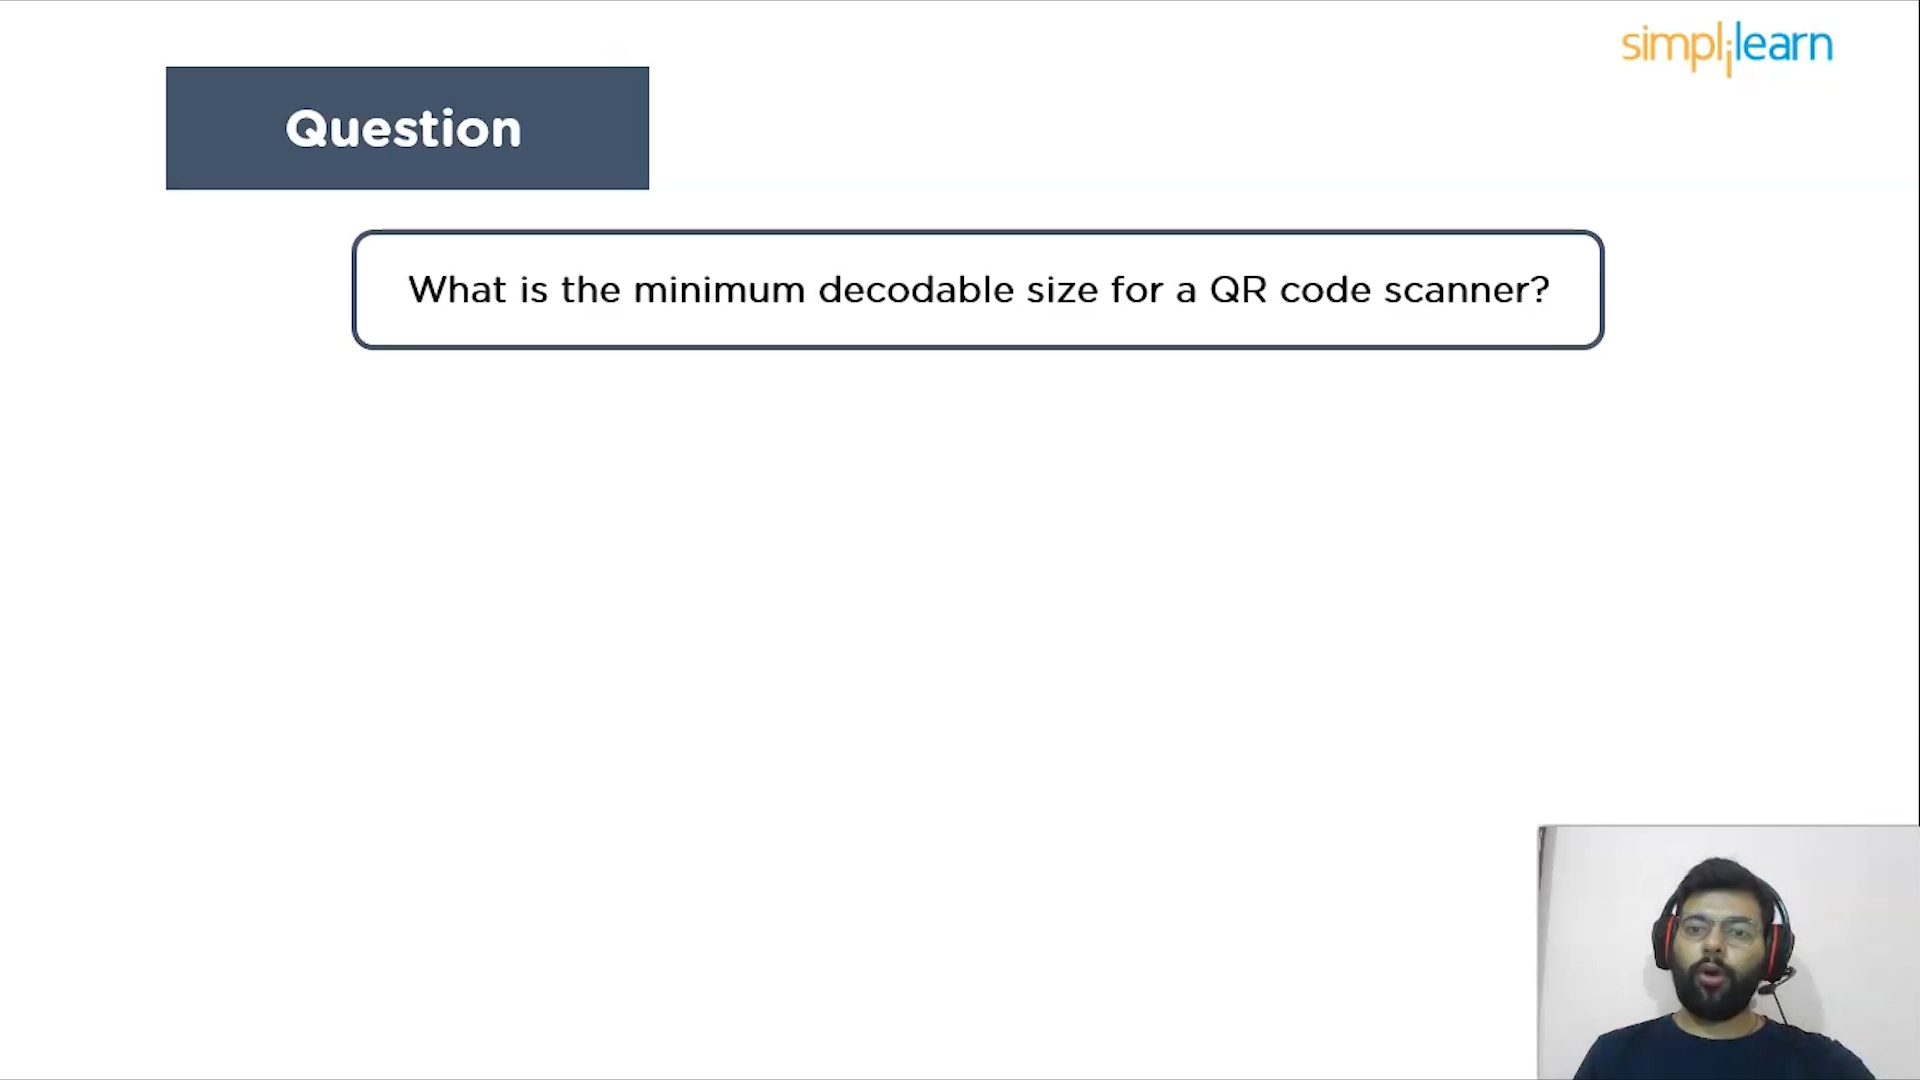 simplilearn
Question
What is the minimum decodable size for a QR code scanner?